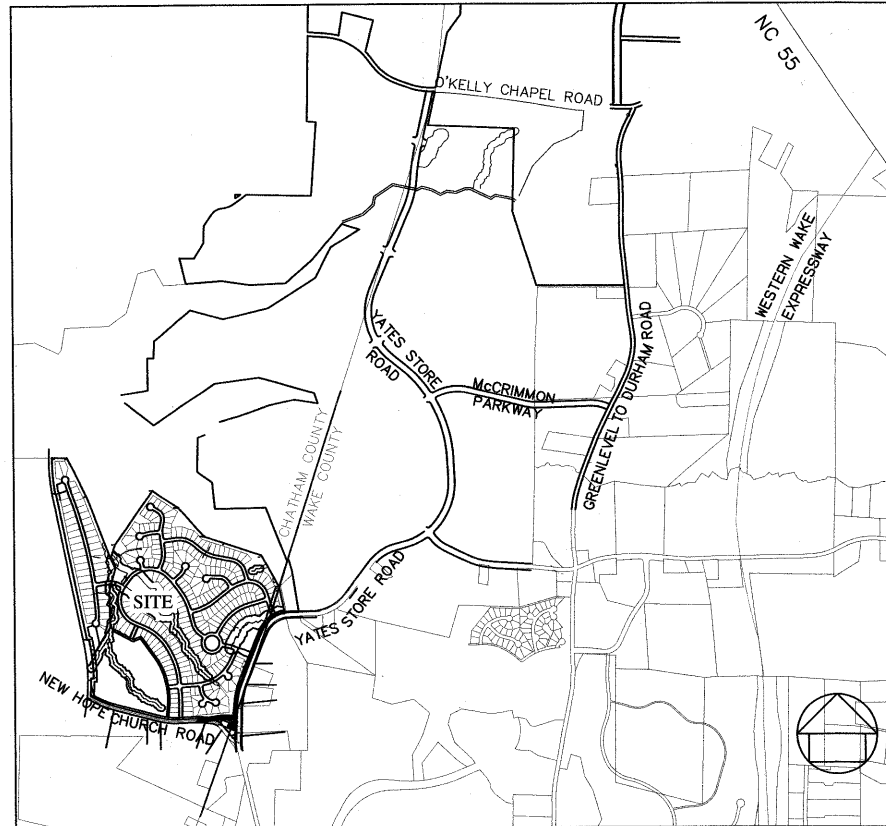 NC 55
O'KELLY CHAPEL ROAD
WESTERN WAKE
EXPRESSWAY
YATES STORE
ROAD
McCRIMMON
PARKWAY
GREENLEVEL TO DURHAM ROAD
CHATHAM COUNTY
WAKE COUNTY
SITE
YATES STORE ROAD
NEW HOPE CHURCH ROAD